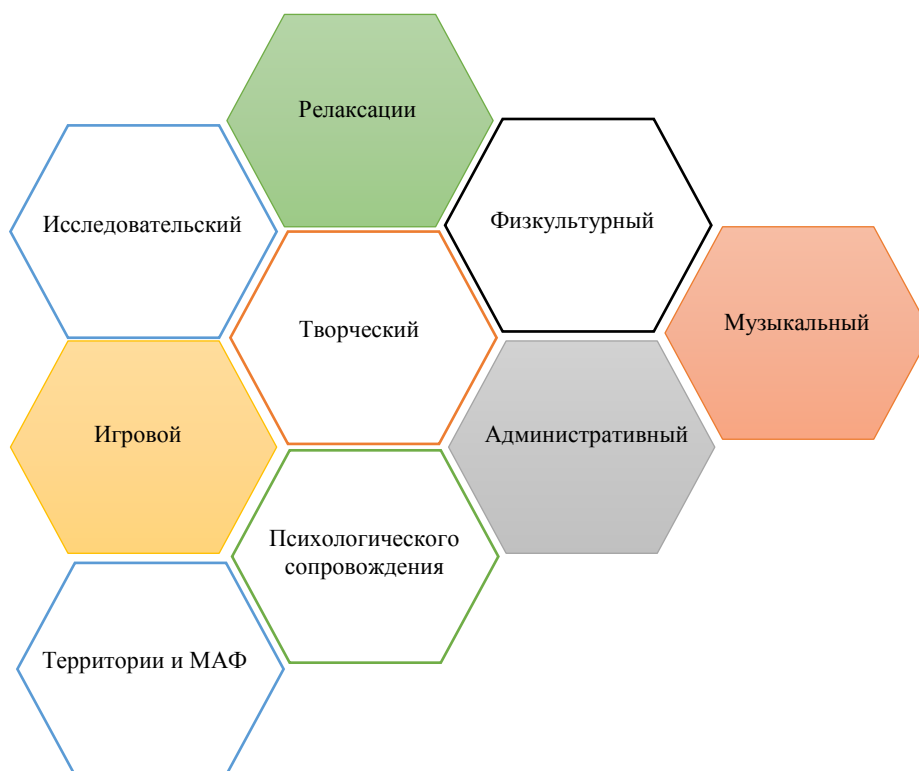 Релаксации
Исследовательский
Физкультурный
Музыкальный
Творческий
Игровой
Административный
Психологического
сопровождения
Территории и МАФ